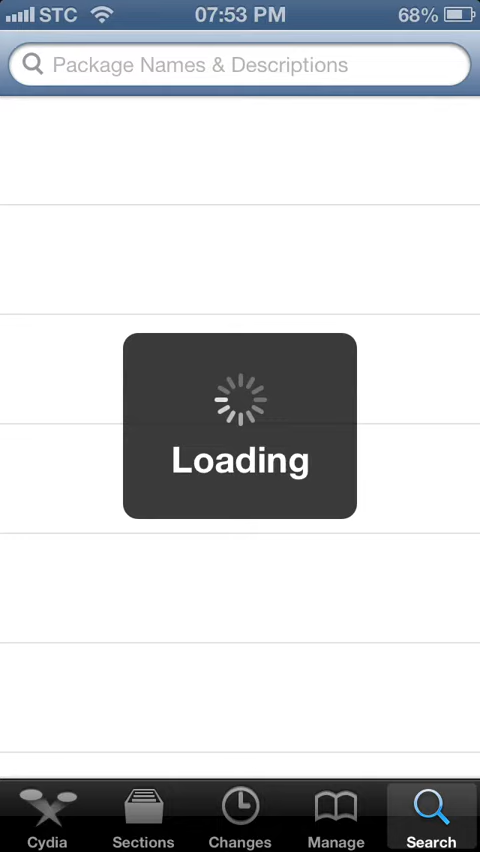 STC 07:53 PM 68%
Package Names & Descriptions
Loading
Cydia Sections Changes Manage Search